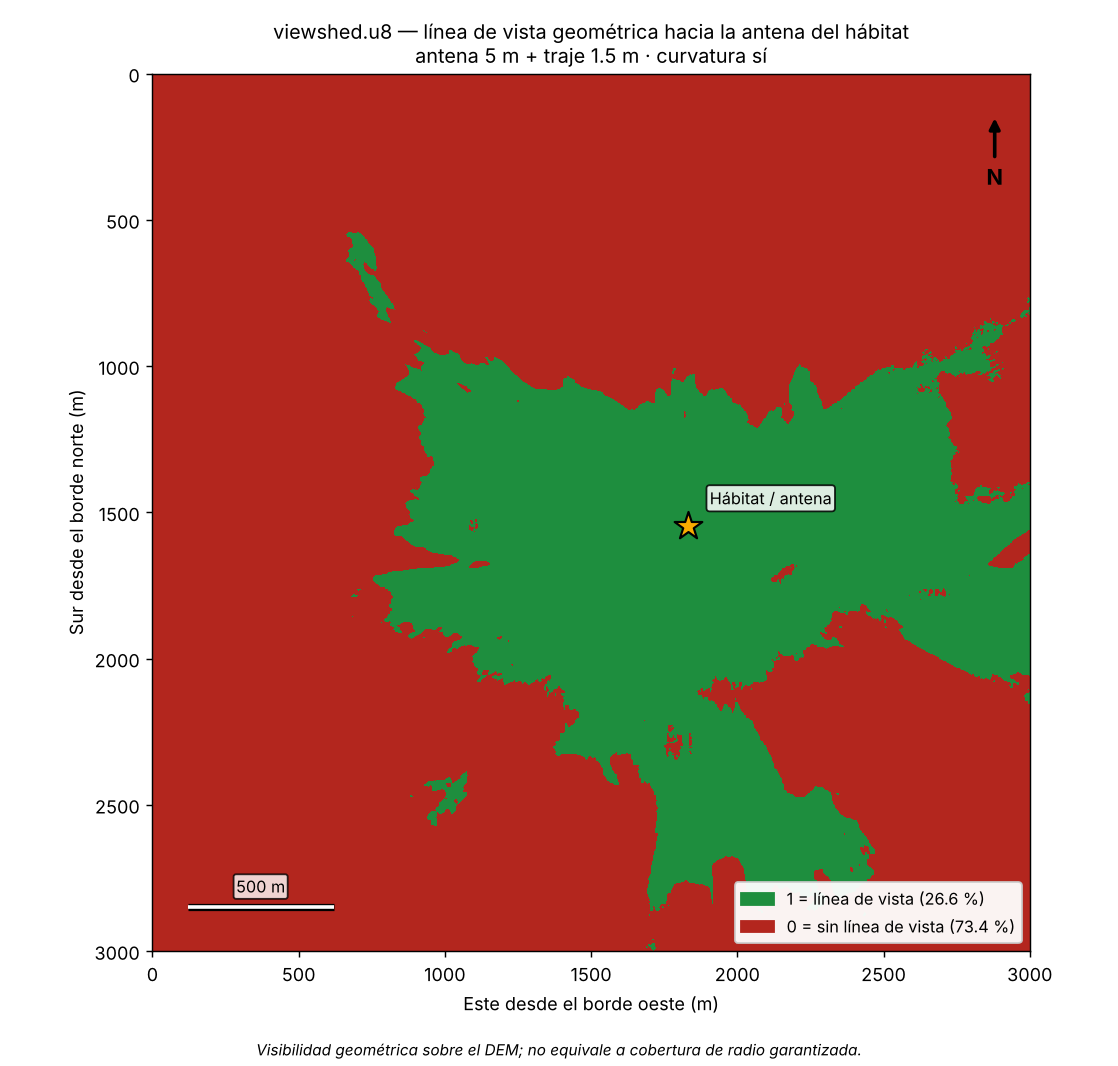 viewshed.u8 — línea de vista geométrica hacia la antena del hábitat
antena 5 m + traje 1.5 m · curvatura sí
0
500
1000
1500
2000
2500
3000
Sur desde el borde norte (m)
N
Hábitat / antena
500 m
1 = línea de vista (26.6 %)
0 = sin línea de vista (73.4 %)
0
500
1000
1500
2000
2500
3000
Este desde el borde oeste (m)
Visibilidad geométrica sobre el DEM; no equivale a cobertura de radio garantizada.